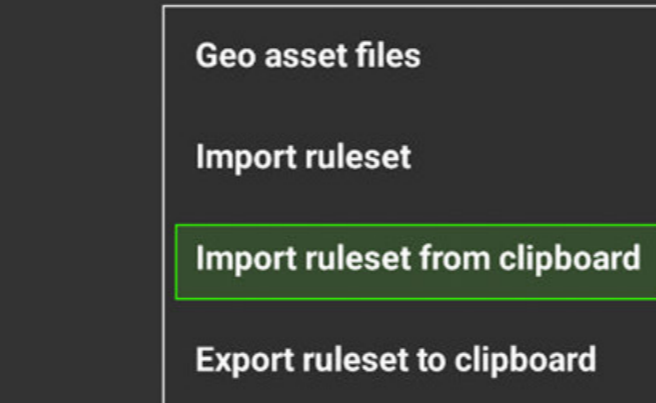 Geo asset files
Import ruleset
Import ruleset from clipboard
Export ruleset to clipboard